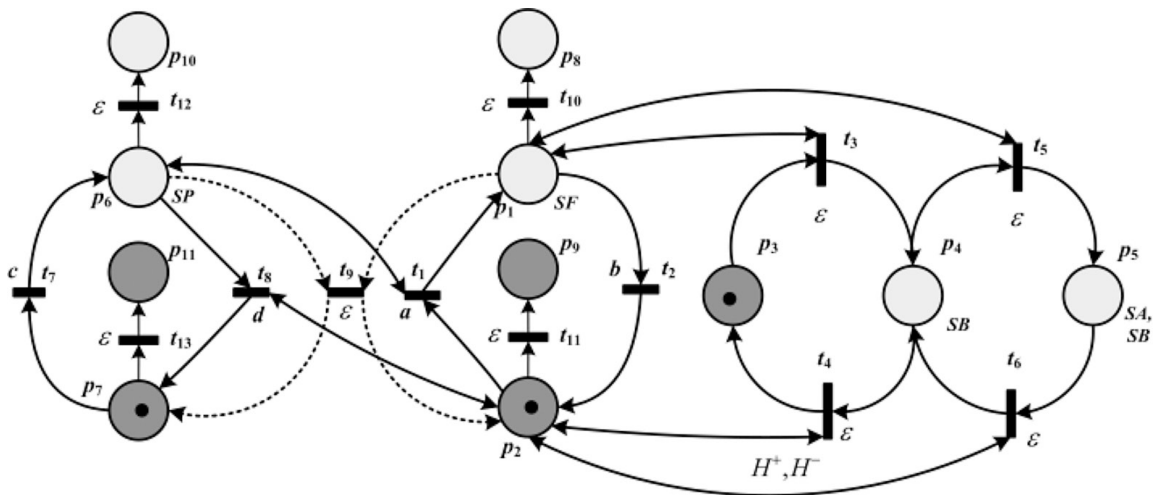 p10 p8
ε t12 ε t10 t3 t5
p6 SP p1 SF ε ε
p11 p9 p3 p4 p5
c t7 t8 t9 t1 b t2
d ε a SB SA, SB
ε t13 ε t11 t4 t6
p7 p2 ε ε
H+, H−